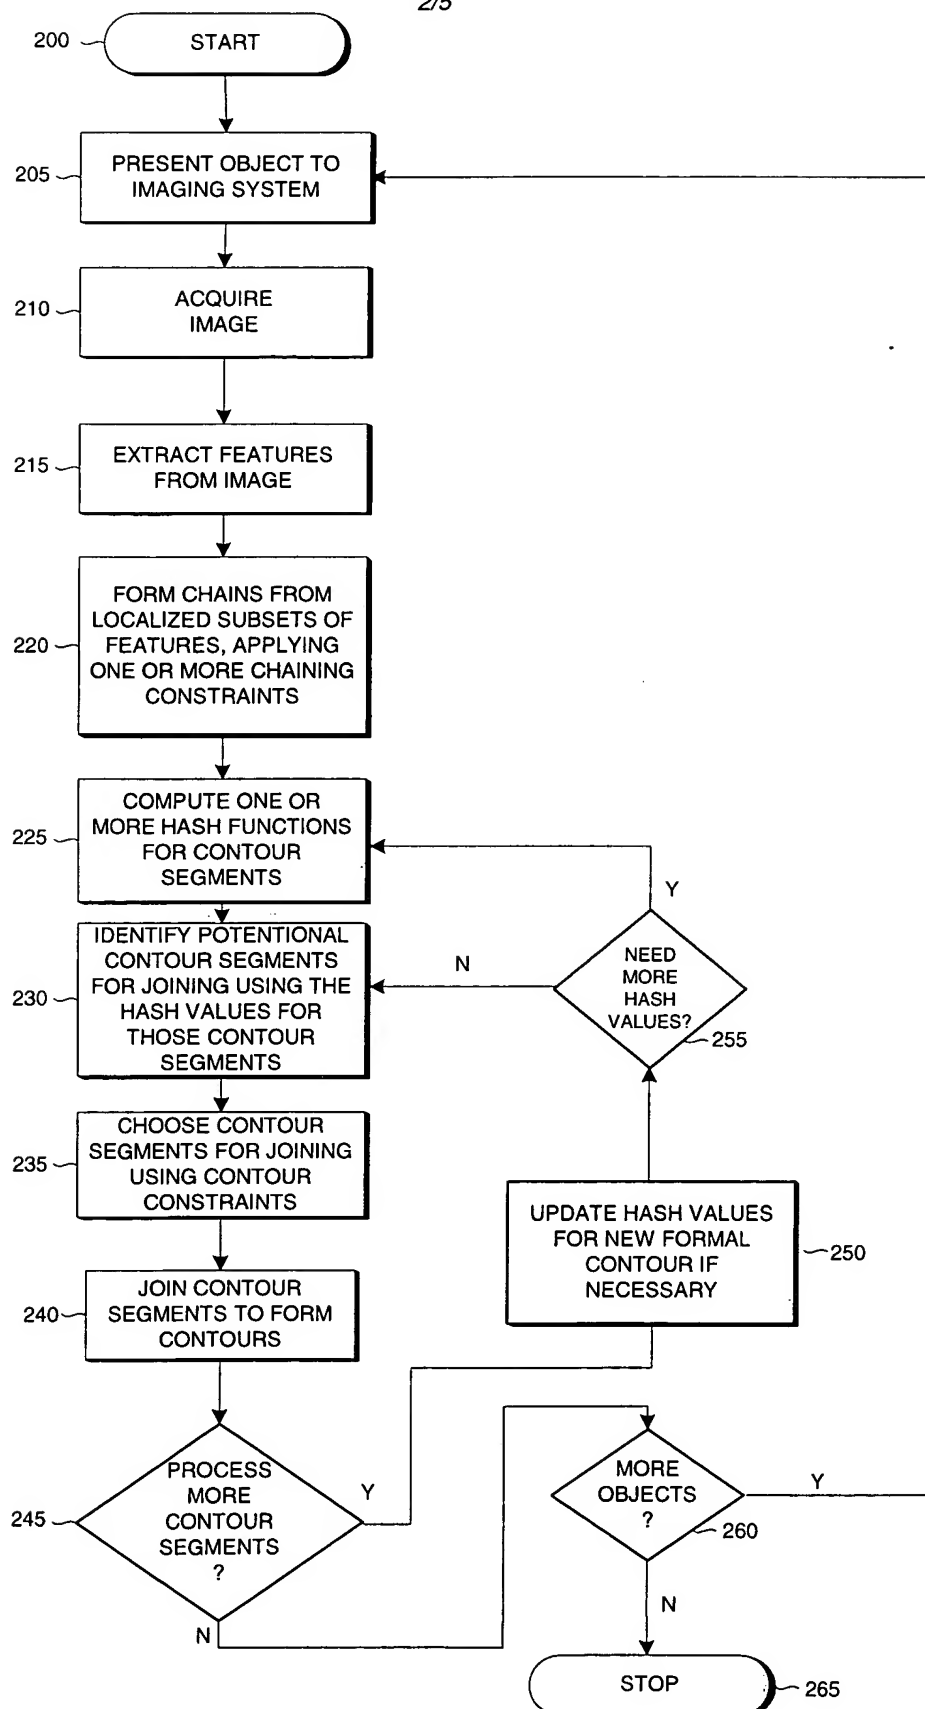 2/5
200
START
205
PRESENT OBJECT TO
IMAGING SYSTEM
210
ACQUIRE
IMAGE
215
EXTRACT FEATURES
FROM IMAGE
220
FORM CHAINS FROM
LOCALIZED SUBSETS OF
FEATURES, APPLYING
ONE OR MORE CHAINING
CONSTRAINTS
225
COMPUTE ONE OR
MORE HASH FUNCTIONS
FOR CONTOUR
SEGMENTS
230
IDENTIFY POTENTIONAL
CONTOUR SEGMENTS
FOR JOINING USING THE
HASH VALUES FOR
THOSE CONTOUR
SEGMENTS
Y
N
NEED
MORE
HASH
VALUES?
255
235
CHOOSE CONTOUR
SEGMENTS FOR JOINING
USING CONTOUR
CONSTRAINTS
UPDATE HASH VALUES
FOR NEW FORMAL
CONTOUR IF
NECESSARY
250
240
JOIN CONTOUR
SEGMENTS TO FORM
CONTOURS
245
PROCESS
MORE
CONTOUR
SEGMENTS
?
Y
N
MORE
OBJECTS
?
260
Y
N
STOP
265